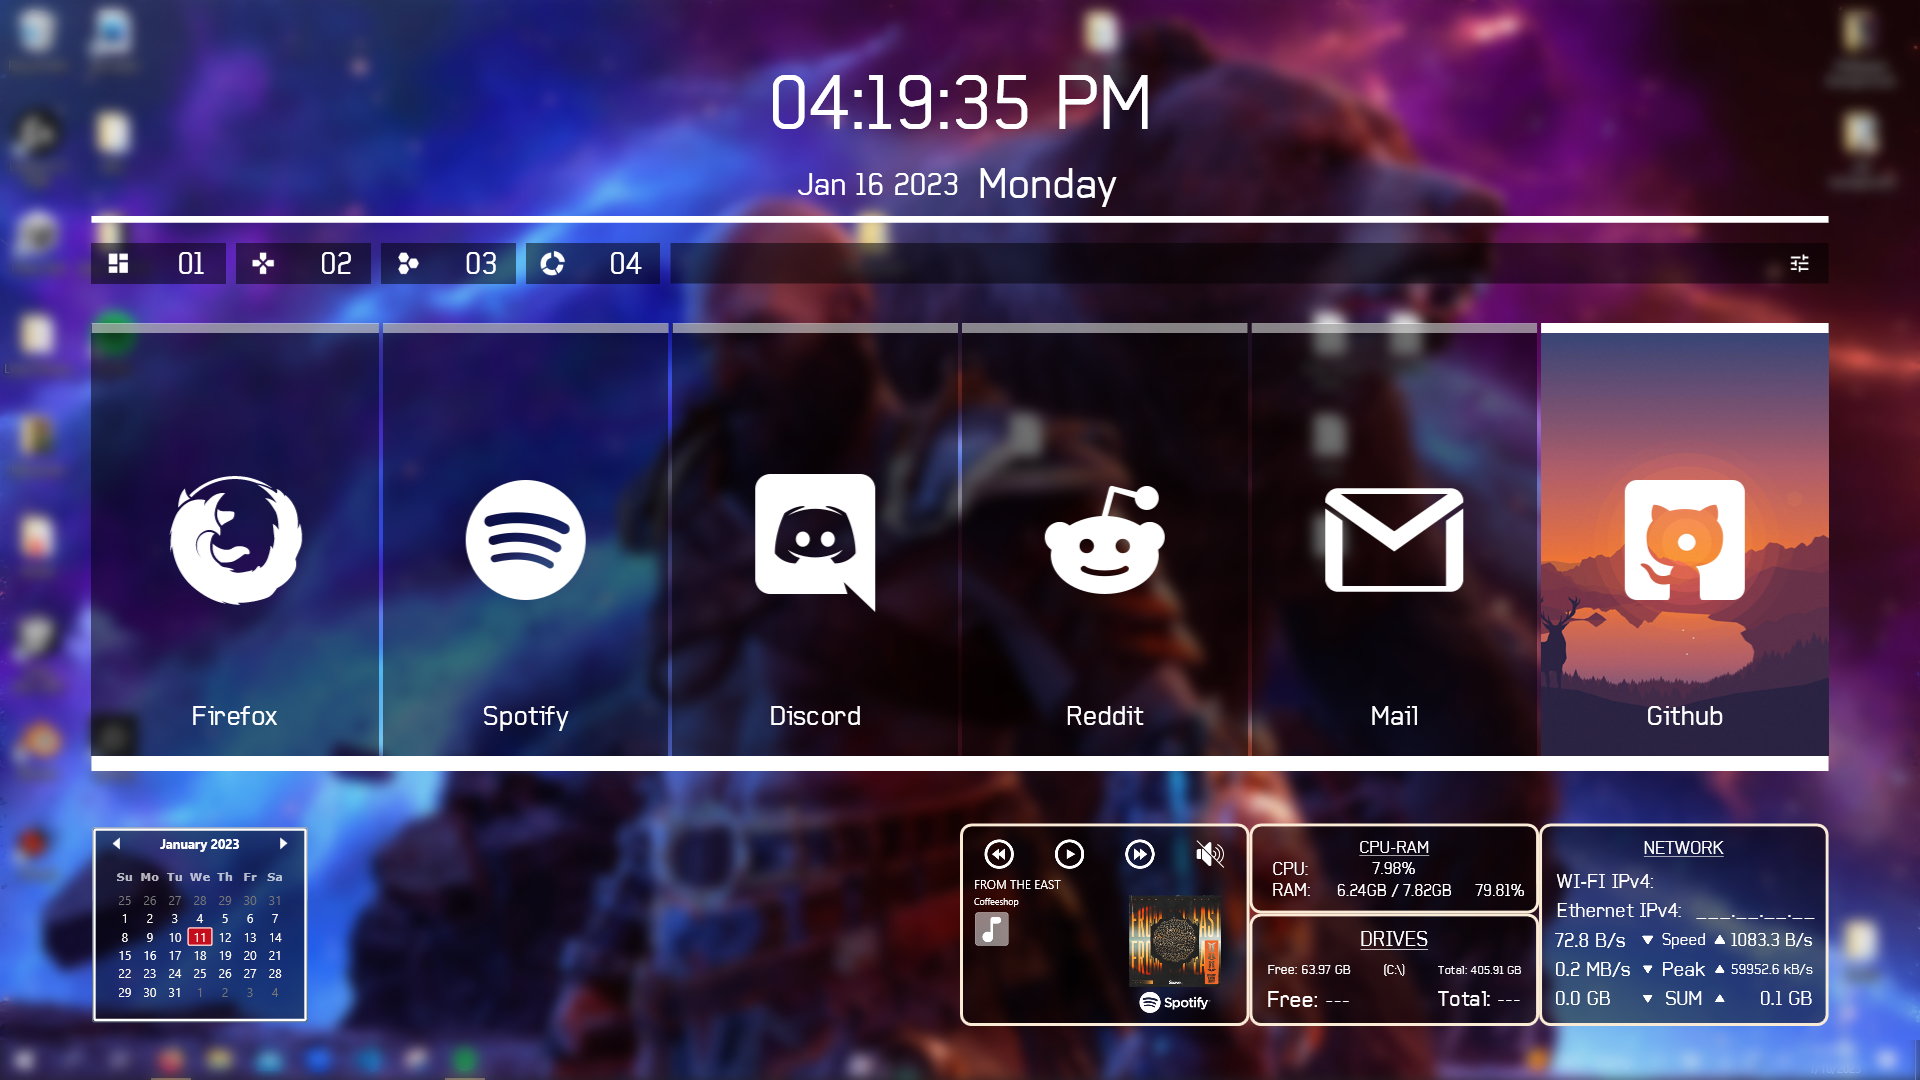 04:19:35 PM
Jan 16 2023 Monday
01 02 03 04
Firefox Spotify Discord Reddit Mail Github
January 2023
Su Mo Tu We Th Fr Sa
25 26 27 28 29 30 31
1 2 3 4 5 6 7
8 9 10 11 12 13 14
15 16 17 18 19 20 21
22 23 24 25 26 27 28
29 30 31 1 2 3 4
FROM THE EAST
Coffeeshop
Spotify
CPU-RAM
CPU: 7.98%
RAM: 6.24GB / 7.82GB 79.81%
DRIVES
Free: 63.97 GB (C:\) Total: 405.91 GB
Free: --- Total: ---
NETWORK
WI-FI IPv4:
Ethernet IPv4: ___.__.__.__
72.8 B/s ▼ Speed ▲ 1083.3 B/s
0.2 MB/s ▼ Peak ▲ 59952.6 kB/s
0.0 GB ▼ SUM ▲ 0.1 GB